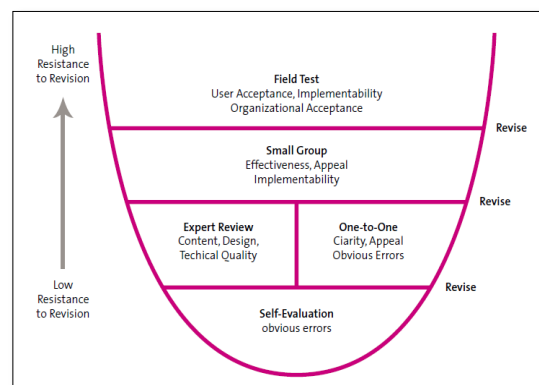 High
Resistance
to Revision
Field Test
User Acceptance, Implementability
Organizational Acceptance
Revise
Small Group
Effectiveness, Appeal
Implementability
Revise
Expert Review
Content, Design,
Techical Quality
One-to-One
Ciarity, Appeal
Obvious Errors
Revise
Low
Resistance
to Revision
Self-Evaluation
obvious errors